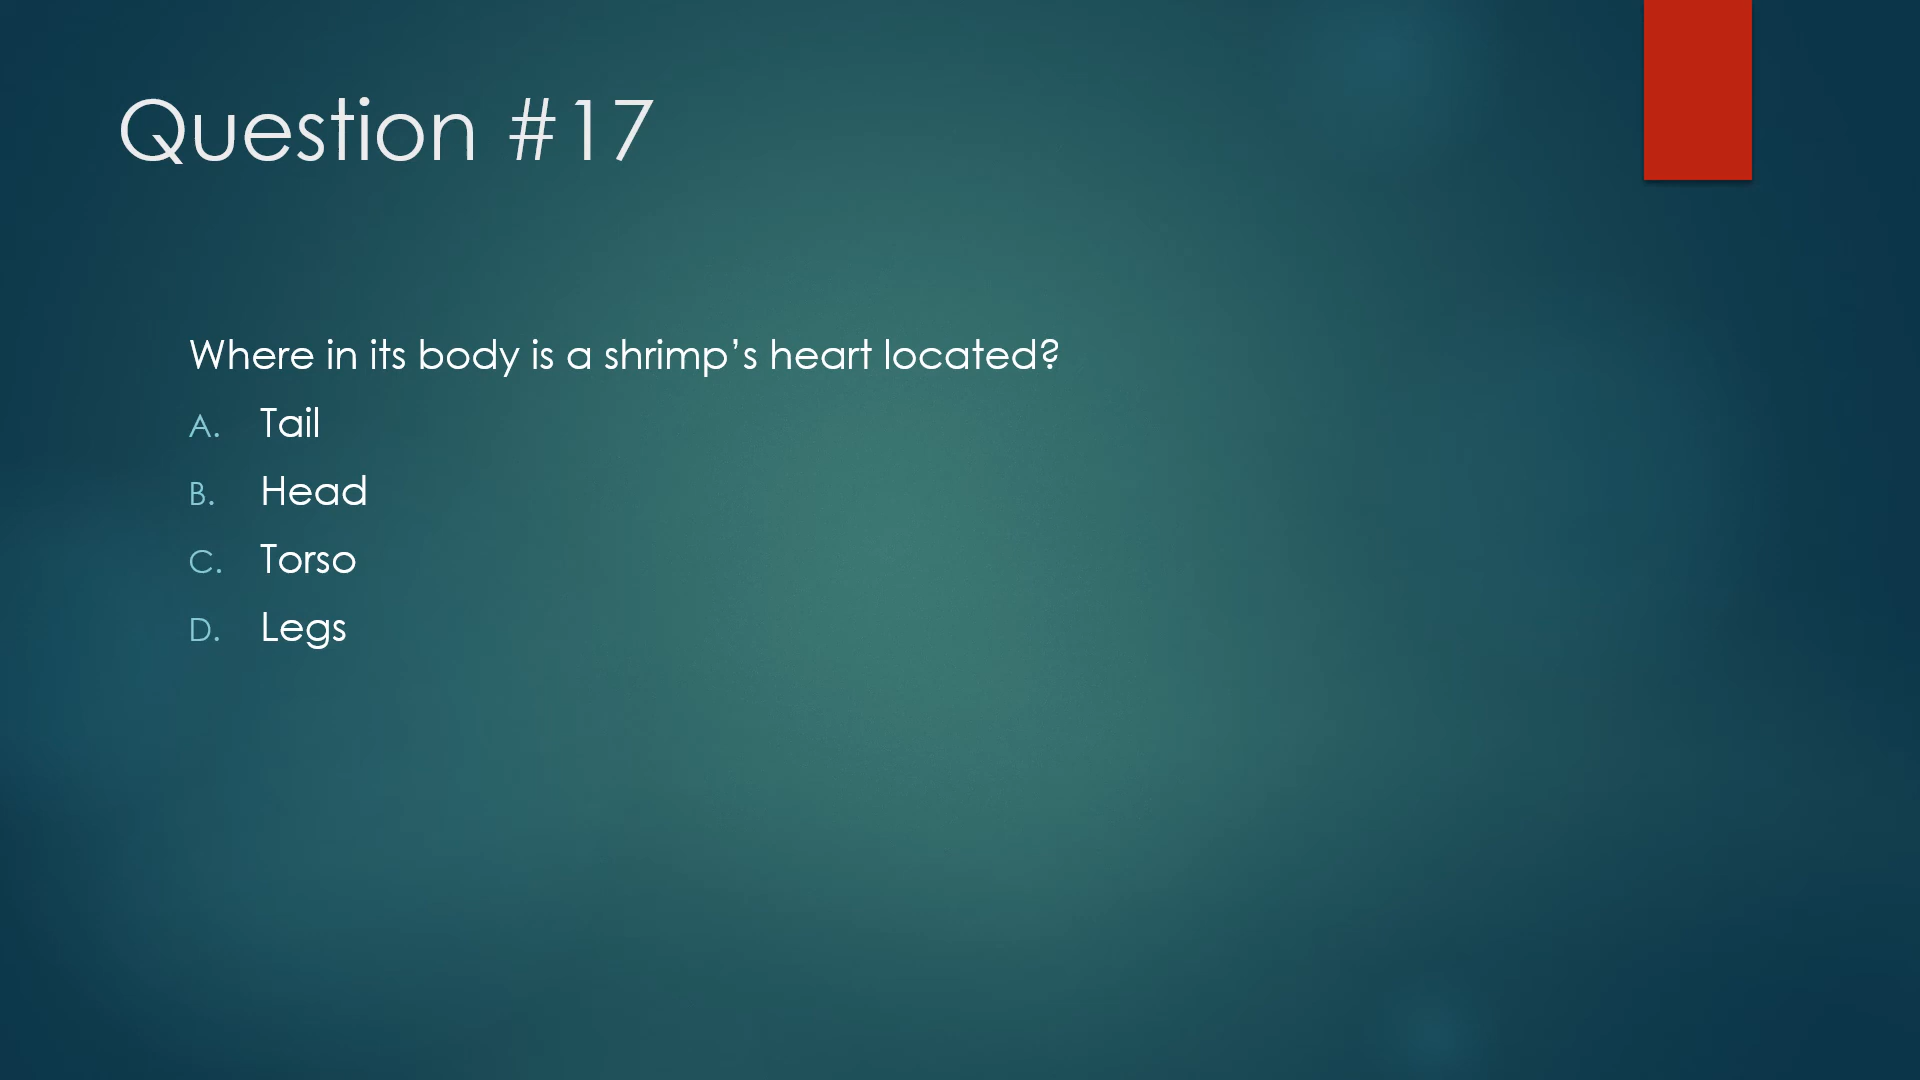 Question #17
Where in its body is a shrimp’s heart located?
A. Tail
B. Head
C. Torso
D. Legs